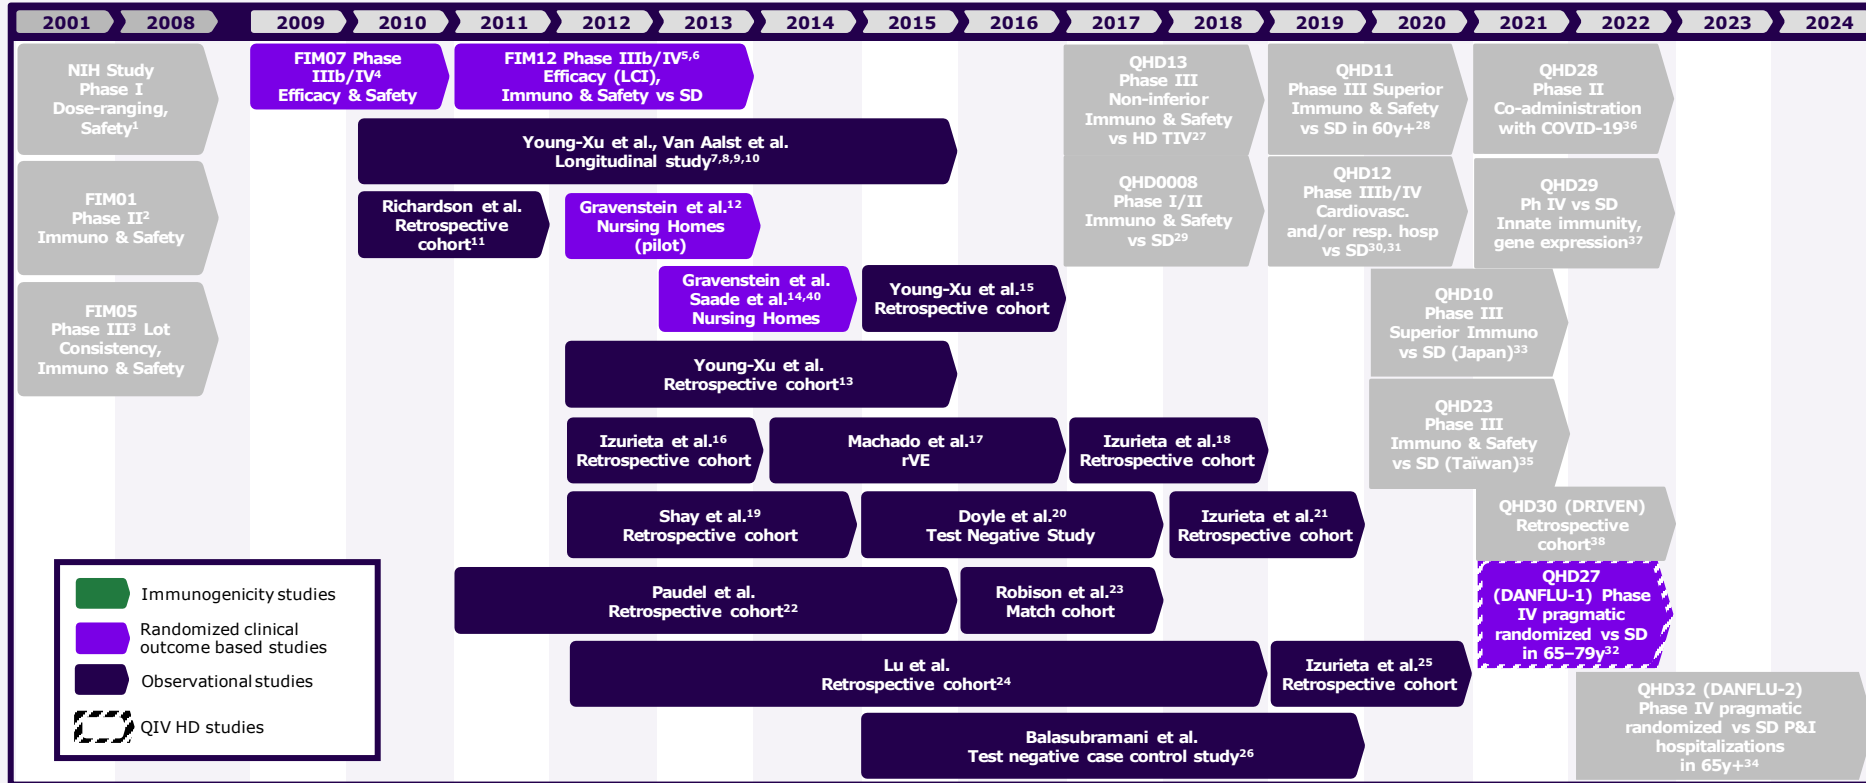 2001 2008 2009 2010 2011 2012 2013 2014 2015 2016 2017 2018 2019 2020 2021 2022 2023 2024
NIH Study
Phase I
Dose-ranging,
Safety¹
FIM01
Phase II²
Immuno & Safety
FIM05
Phase III³ Lot
Consistency,
Immuno & Safety
FIM07 Phase
IIIb/IV⁴
Efficacy & Safety
FIM12 Phase IIIb/IV⁵,⁶
Efficacy (LCI),
Immuno & Safety vs SD
Young-Xu et al., Van Aalst et al.
Longitudinal study⁷,⁸,⁹,¹⁰
Richardson et al.
Retrospective
cohort¹¹
Gravenstein et al.¹²
Nursing Homes
(pilot)
Gravenstein et al.
Saade et al.¹⁴,⁴⁰
Nursing Homes
Young-Xu et al.¹⁵
Retrospective cohort
Young-Xu et al.
Retrospective cohort¹³
Izurieta et al.¹⁶
Retrospective cohort
Machado et al.¹⁷
rVE
Izurieta et al.¹⁸
Retrospective cohort
Shay et al.¹⁹
Retrospective cohort
Doyle et al.²⁰
Test Negative Study
Izurieta et al.²¹
Retrospective cohort
Paudel et al.
Retrospective cohort²²
Robison et al.²³
Match cohort
Lu et al.
Retrospective cohort²⁴
Izurieta et al.²⁵
Retrospective cohort
Balasubramani et al.
Test negative case control study²⁶
QHD13
Phase III
Non-inferior
Immuno & Safety
vs HD TIV²⁷
QHD0008
Phase I/II
Immuno & Safety
vs SD²⁹
QHD11
Phase III Superior
Immuno & Safety
vs SD in 60y+²⁸
QHD12
Phase IIIb/IV
Cardiovasc.
and/or resp. hosp
vs SD³⁰,³¹
QHD28
Phase II
Co-administration
with COVID-19³⁶
QHD29
Ph IV vs SD
Innate immunity,
gene expression³⁷
QHD10
Phase III
Superior Immuno
vs SD (Japan)³³
QHD23
Phase III
Immuno & Safety
vs SD (Taïwan)³⁵
QHD30 (DRIVEN)
Retrospective
cohort³⁸
QHD27
(DANFLU-1) Phase
IV pragmatic
randomized vs SD
in 65–79y³²
QHD32 (DANFLU-2)
Phase IV pragmatic
randomized vs SD P&I
hospitalizations
in 65y+³⁴
Immunogenicity studies
Randomized clinical
outcome based studies
Observational studies
QIV HD studies